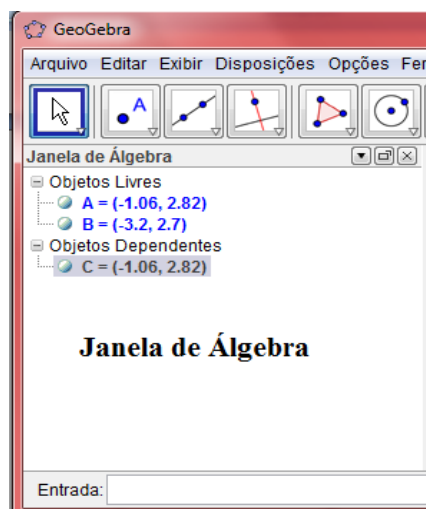 GeoGebra
Arquivo Editar Exibir Disposições Opções Fer
A
Janela de Álgebra
Objetos Livres
A = (-1.06, 2.82)
B = (-3.2, 2.7)
Objetos Dependentes
C = (-1.06, 2.82)
Janela de Álgebra
Entrada: